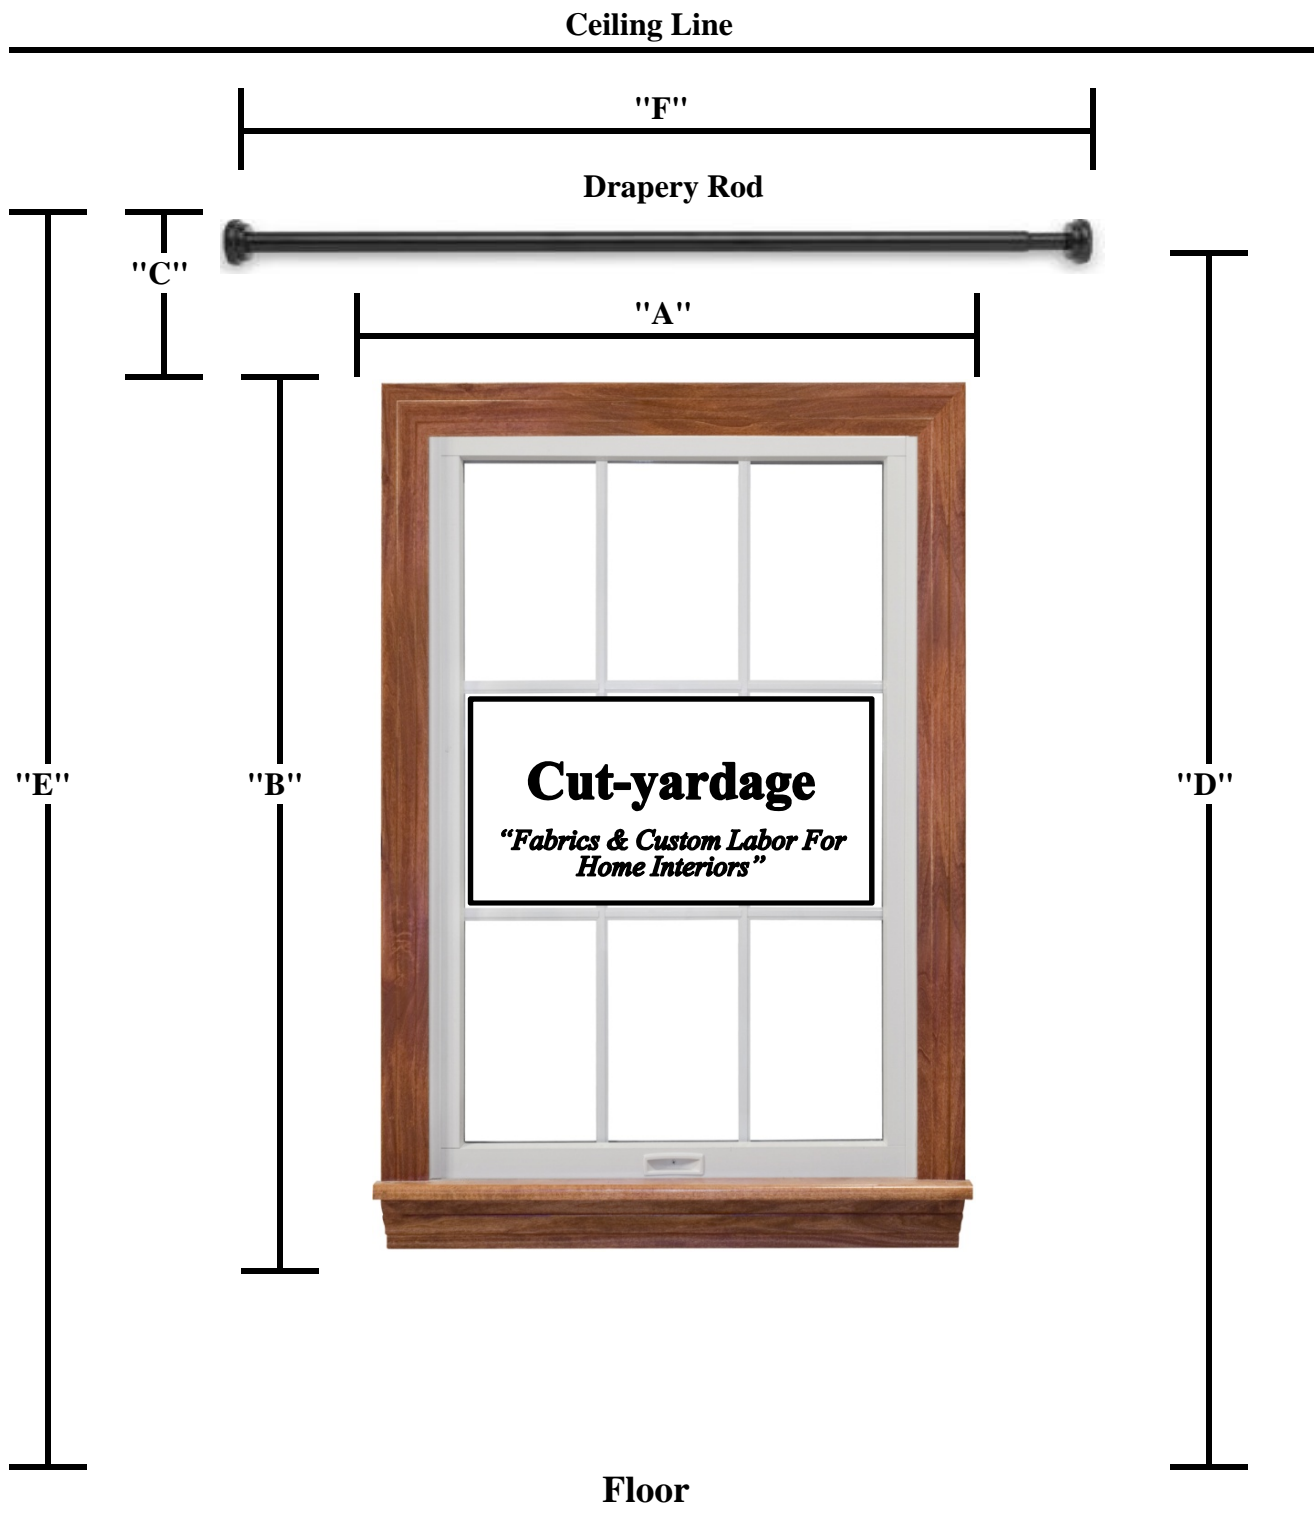 Ceiling Line
"F"
Drapery Rod
"C"
"A"
"E"
"B"
"D"
Cut-yardage
“Fabrics & Custom Labor For
Home Interiors”
Floor